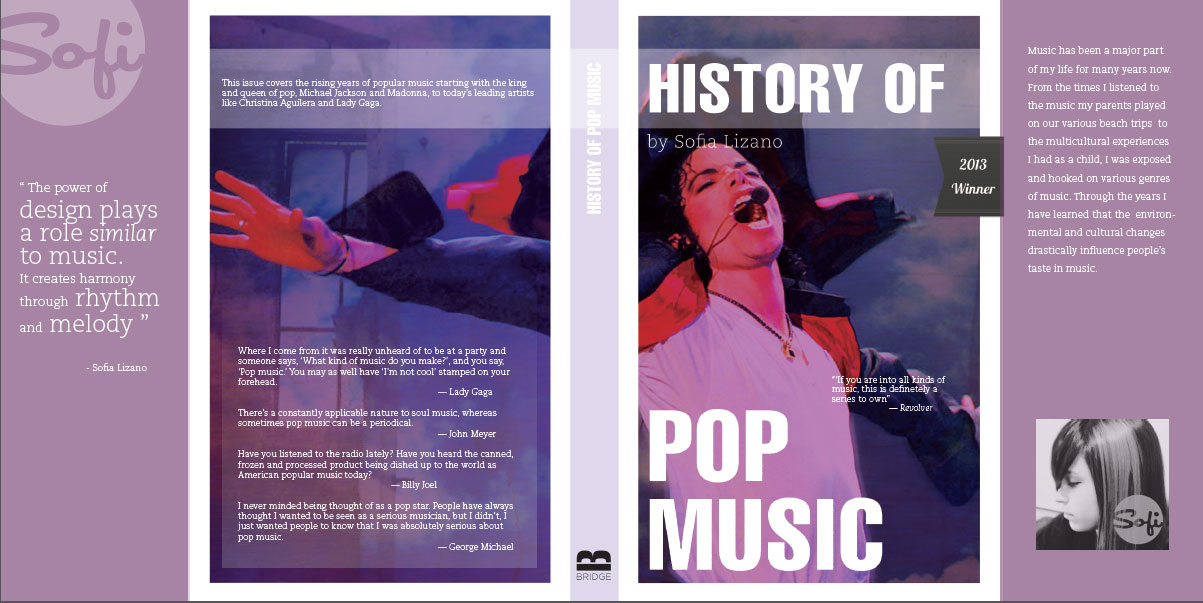 Sofi
“ The power of
design plays
a role similar
to music.
It creates harmony
through rhythm
and melody ”
- Sofia Lizano
This issue covers the rising years of popular music starting with the king
and queen of pop, Michael Jackson and Madonna, to today's leading artists
like Christina Aguilera and Lady Gaga.
Where I come from it was really unheard of to be at a party and
someone says, 'What kind of music do you make?', and you say,
'Pop music.' You may as well have 'I'm not cool' stamped on your
forehead.
— Lady Gaga
There's a constantly applicable nature to soul music, whereas
sometimes pop music can be a periodical.
— John Meyer
Have you listened to the radio lately? Have you heard the canned,
frozen and processed product being dished up to the world as
American popular music today?
— Billy Joel
I never minded being thought of as a pop star. People have always
thought I wanted to be seen as a serious musician, but I didn't, I
just wanted people to know that I was absolutely serious about
pop music.
— George Michael
HISTORY OF POP MUSIC
B
BRIDGE
HISTORY OF
by Sofia Lizano
2013
Winner
"'If you are into all kinds of
music, this is definetely a
series to own"
— Revolver
POP
MUSIC
Music has been a major part
of my life for many years now.
From the times I listened to
the music my parents played
on our various beach trips to
the multicultural experiences
I had as a child, I was exposed
and hooked on various genres
of music. Through the years I
have learned that the environ-
mental and cultural changes
drastically influence people's
taste in music.
Sofi